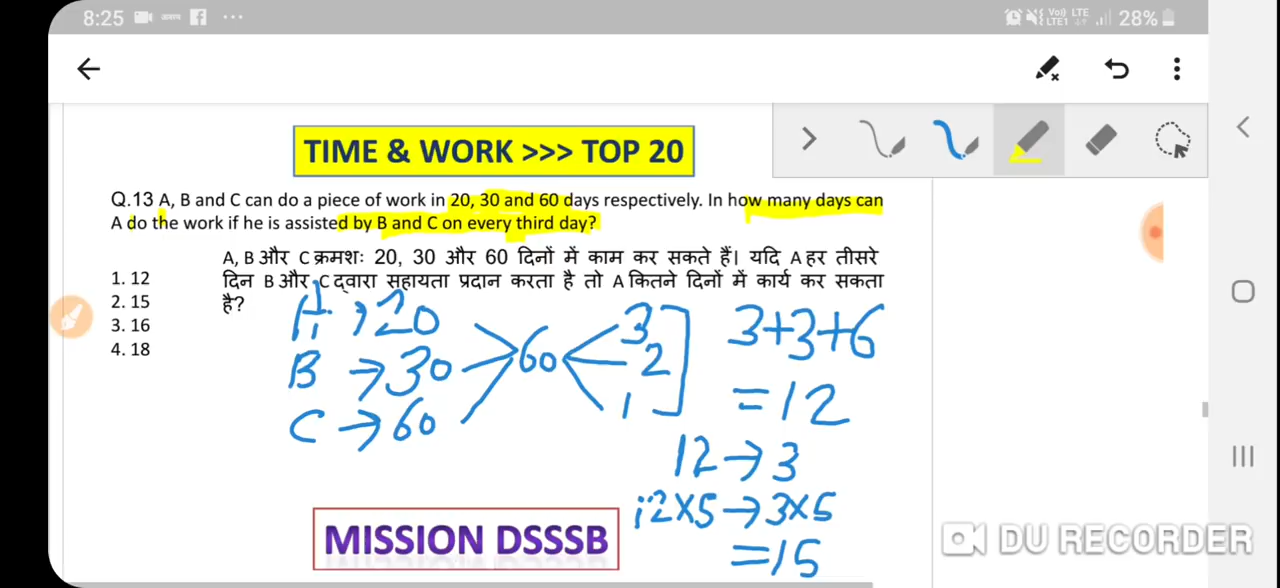 8:25 ... Voi) LTE LTE1 28%
TIME & WORK >>> TOP 20
Q.13 A, B and C can do a piece of work in 20, 30 and 60 days respectively. In how many days can
A do the work if he is assisted by B and C on every third day?
A, B और C क्रमशः 20, 30 और 60 दिनों में काम कर सकते हैं। यदि A हर तीसरे
दिन B और C द्वारा सहायता प्रदान करता है तो A कितने दिनों में कार्य कर सकता
है?
1. 12
2. 15
3. 16
4. 18
A → 20
B → 30
C → 60
60
3
2
1
3+3+6
=12
12→3
12×5→3×5
=15
MISSION DSSSB
DU RECORDER